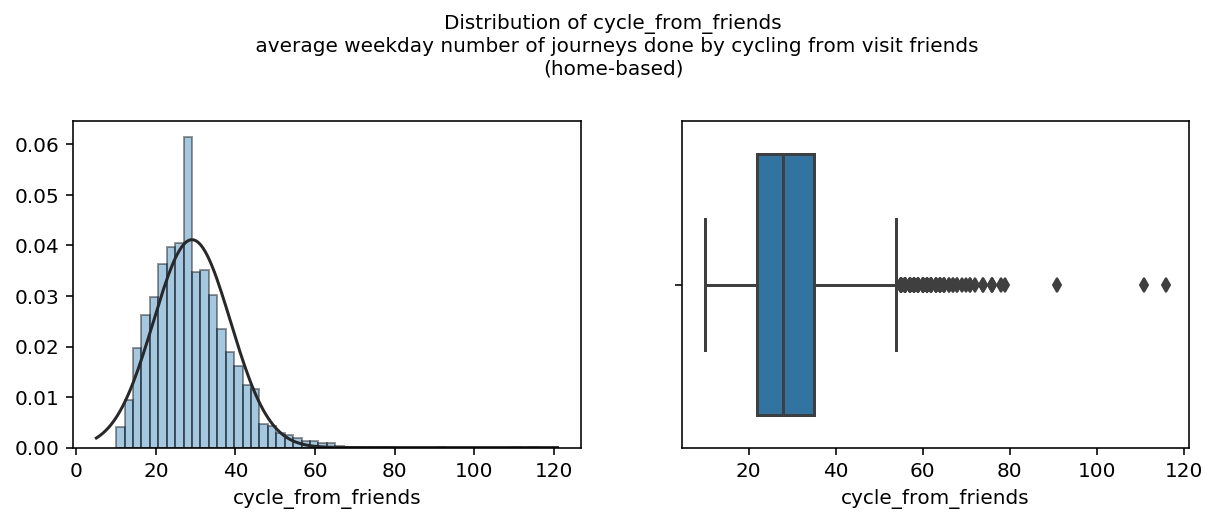 Distribution of cycle_from_friends
average weekday number of journeys done by cycling from visit friends
(home-based)
0.06
0.05
0.04
0.03
0.02
0.01
0.00
0 20 40 60 80 100 120
cycle_from_friends
20 40 60 80 100 120
cycle_from_friends